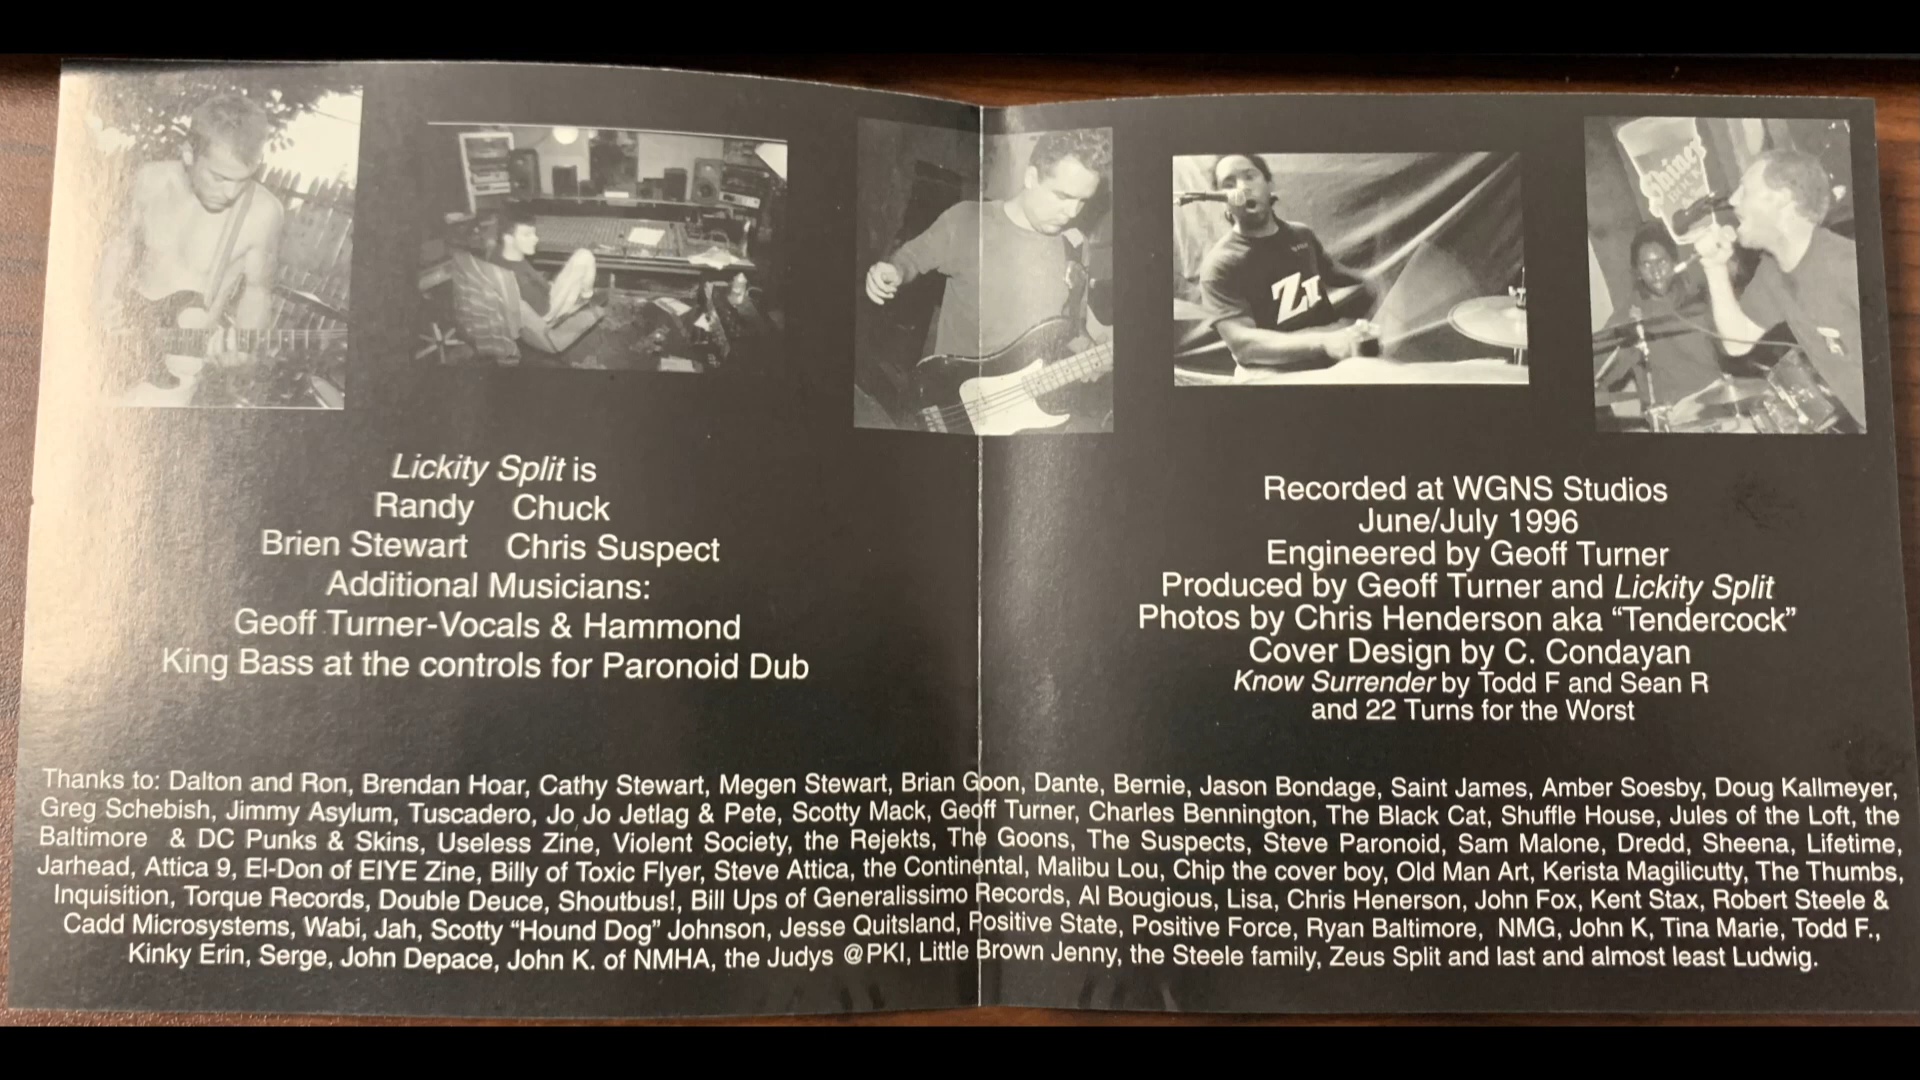 Shiner
BOCK
ZII
Lickity Split is
Randy Chuck
Brien Stewart Chris Suspect
Additional Musicians:
Geoff Turner-Vocals & Hammond
King Bass at the controls for Paronoid Dub
Recorded at WGNS Studios
June/July 1996
Engineered by Geoff Turner
Produced by Geoff Turner and Lickity Split
Photos by Chris Henderson aka “Tendercock”
Cover Design by C. Condayan
Know Surrender by Todd F and Sean R
and 22 Turns for the Worst
Thanks to: Dalton and Ron, Brendan Hoar, Cathy Stewart, Megen Stewart, Brian Goon, Dante, Bernie, Jason Bondage, Saint James, Amber Soesby, Doug Kallmeyer,
Greg Schebish, Jimmy Asylum, Tuscadero, Jo Jo Jetlag & Pete, Scotty Mack, Geoff Turner, Charles Bennington, The Black Cat, Shuffle House, Jules of the Loft, the
Baltimore & DC Punks & Skins, Useless Zine, Violent Society, the Rejekts, The Goons, The Suspects, Steve Paronoid, Sam Malone, Dredd, Sheena, Lifetime,
Jarhead, Attica 9, El-Don of EIYE Zine, Billy of Toxic Flyer, Steve Attica, the Continental, Malibu Lou, Chip the cover boy, Old Man Art, Kerista Magilicutty, The Thumbs,
Inquisition, Torque Records, Double Deuce, Shoutbus!, Bill Ups of Generalissimo Records, Al Bougious, Lisa, Chris Henerson, John Fox, Kent Stax, Robert Steele &
Cadd Microsystems, Wabi, Jah, Scotty “Hound Dog” Johnson, Jesse Quitsland, Positive State, Positive Force, Ryan Baltimore, NMG, John K, Tina Marie, Todd F.,
Kinky Erin, Serge, John Depace, John K. of NMHA, the Judys @PKI, Little Brown Jenny, the Steele family, Zeus Split and last and almost least Ludwig.